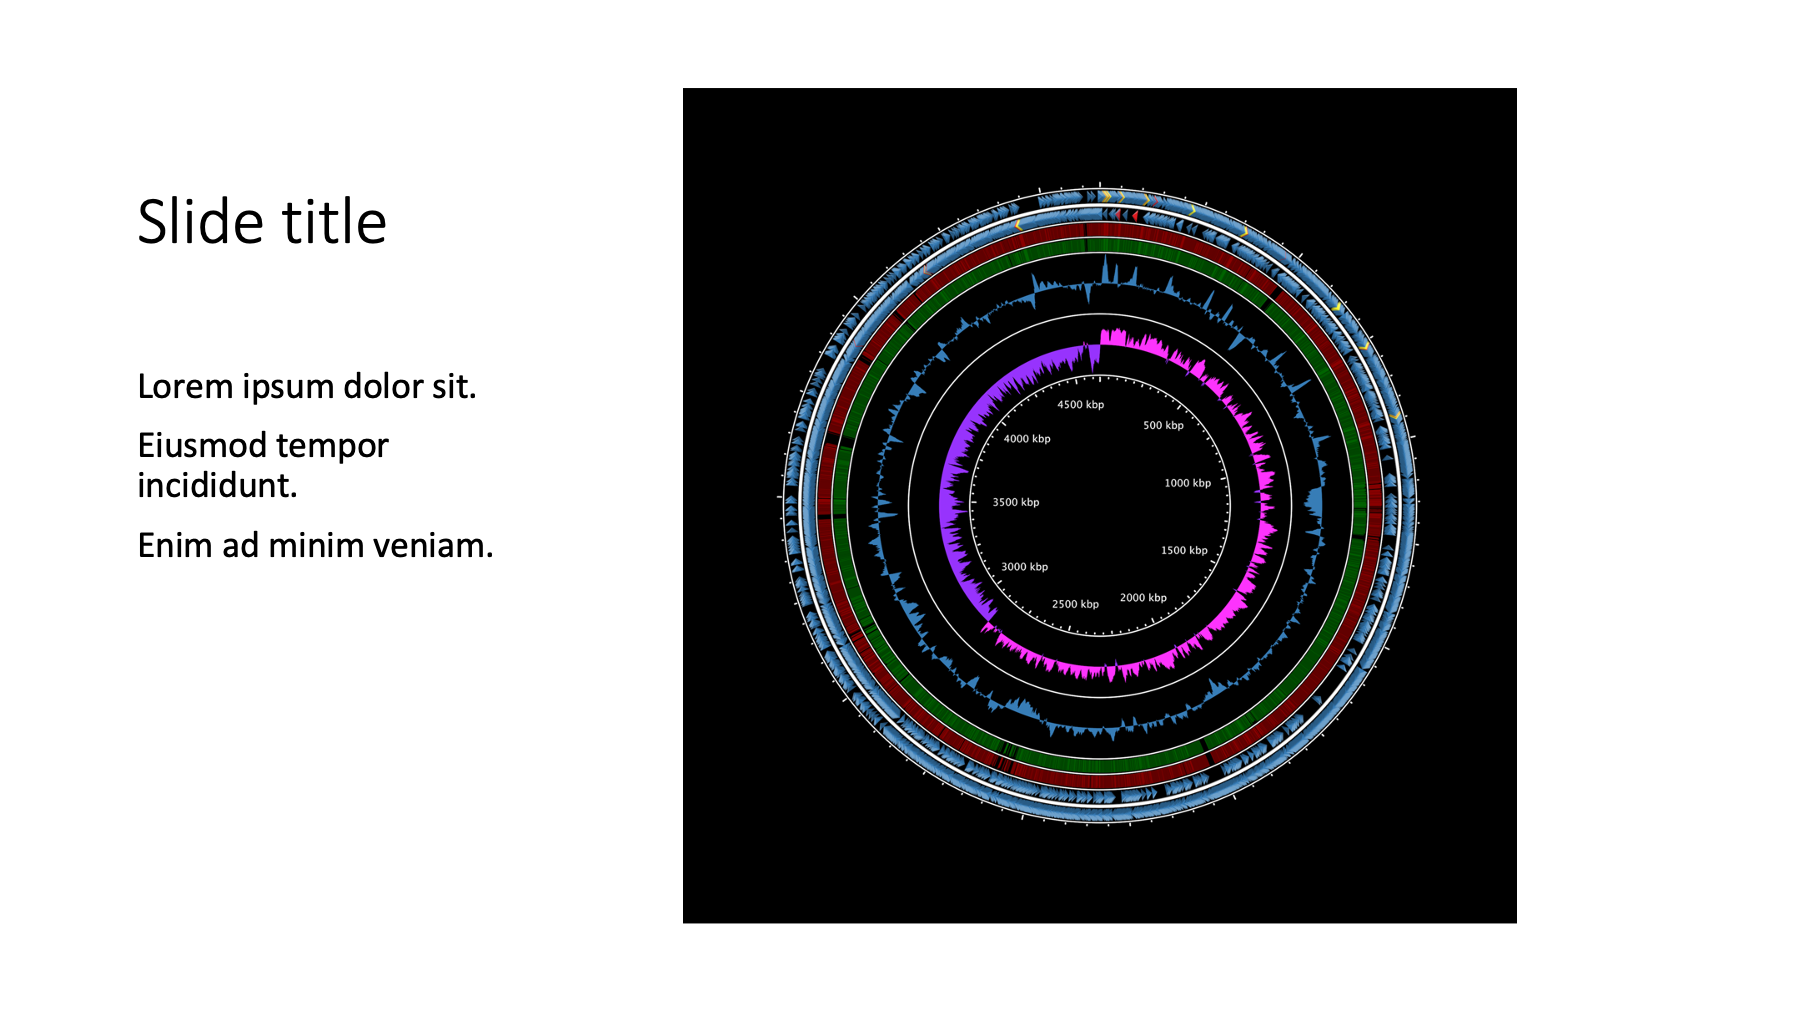 Slide title
Lorem ipsum dolor sit.
Eiusmod tempor
incididunt.
Enim ad minim veniam.
4500 kbp
500 kbp
4000 kbp
1000 kbp
3500 kbp
1500 kbp
3000 kbp
2000 kbp
2500 kbp